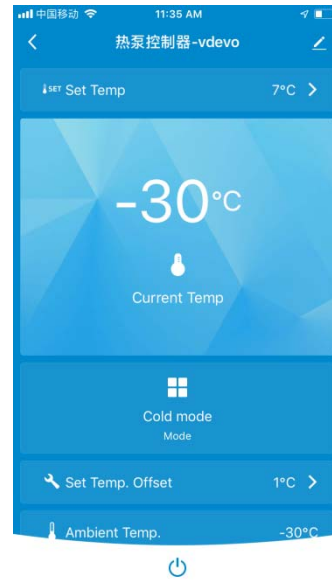 中国移动 11:35 AM
热泵控制器-vdevo
SET Set Temp 7°C
-30°C
Current Temp
Cold mode
Mode
Set Temp. Offset 1°C
Ambient Temp. -30°C